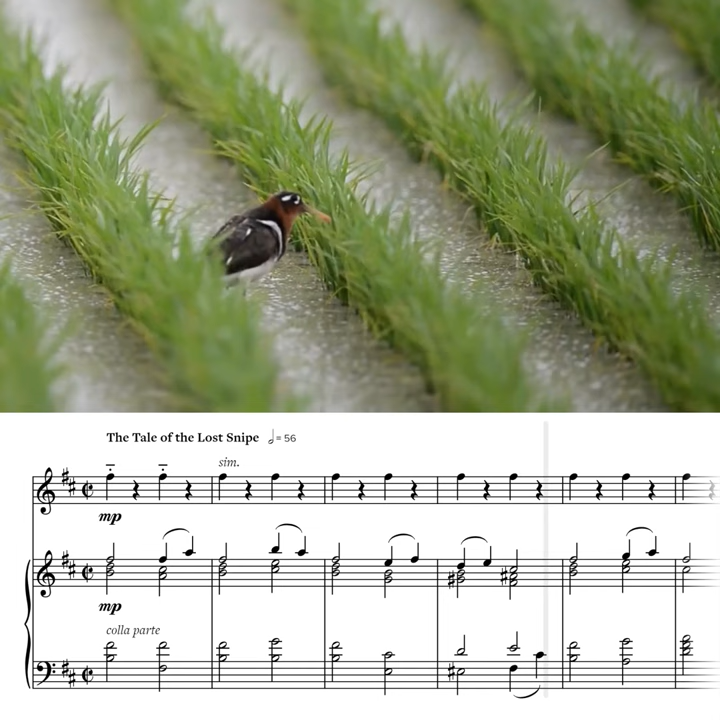 The Tale of the Lost Snipe 𝅗𝅥 = 56
sim.
mp
mp
colla parte